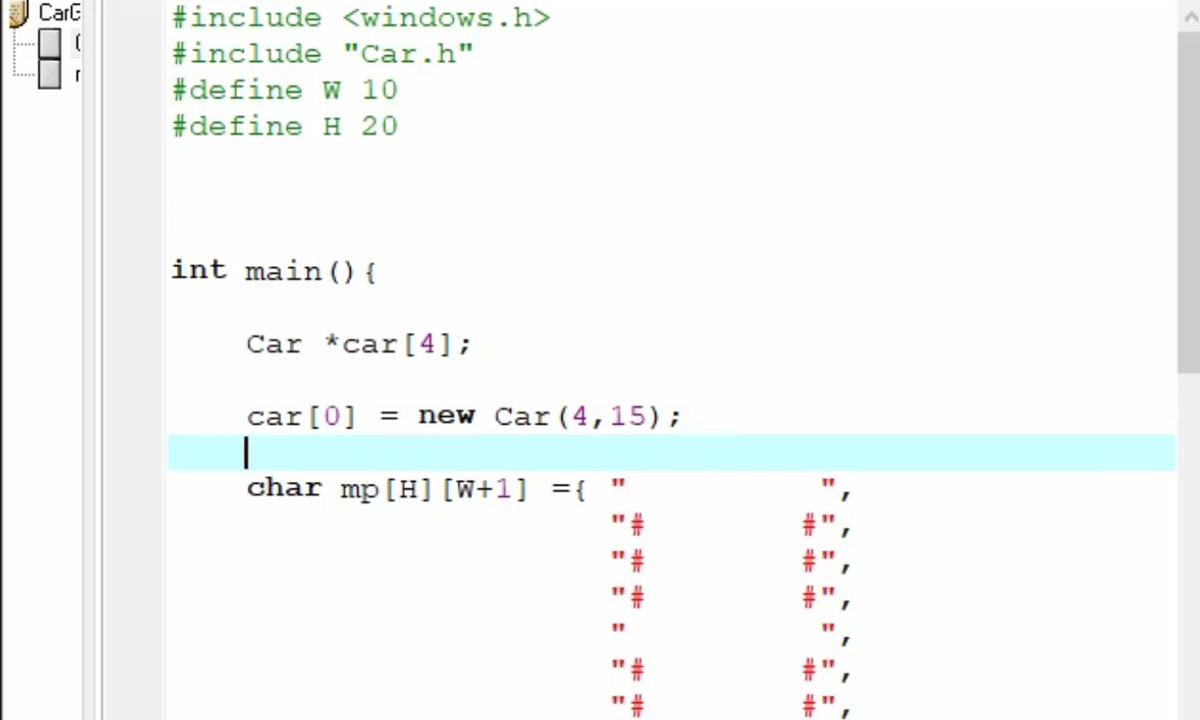 CarG
#include <windows.h>
#include "Car.h"
#define W 10
#define H 20
int main(){
Car *car[4];
car[0] = new Car(4,15);
char mp[H][W+1] ={ "          ",
"#        #",
"#        #",
"#        #",
"          ",
"#        #",
"#        #",